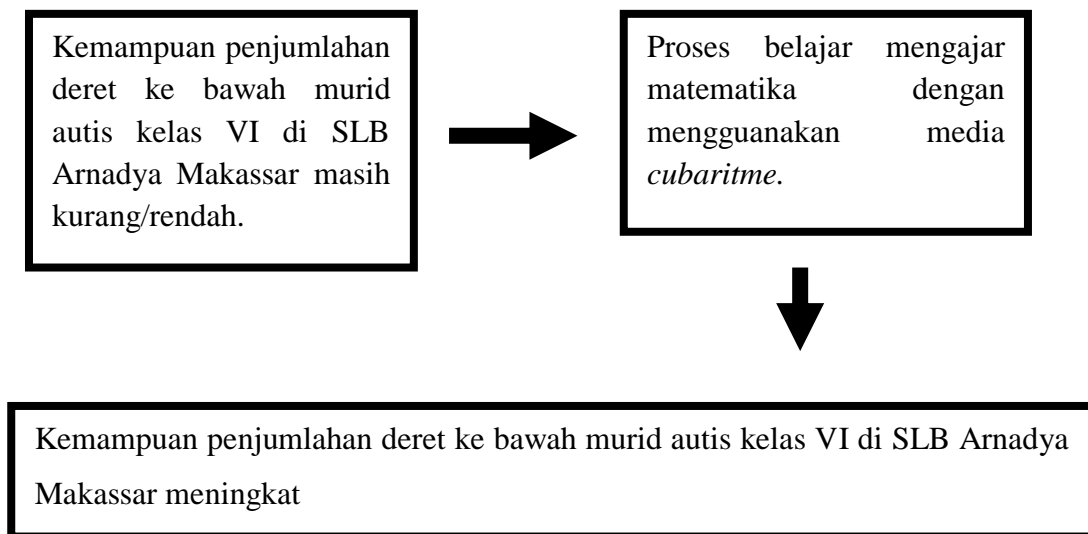 Kemampuan penjumlahan
deret ke bawah murid
autis kelas VI di SLB
Arnadya Makassar masih
kurang/rendah.
Proses belajar mengajar
matematika dengan
mengguanakan media
cubaritme.
Kemampuan penjumlahan deret ke bawah murid autis kelas VI di SLB Arnadya
Makassar meningkat